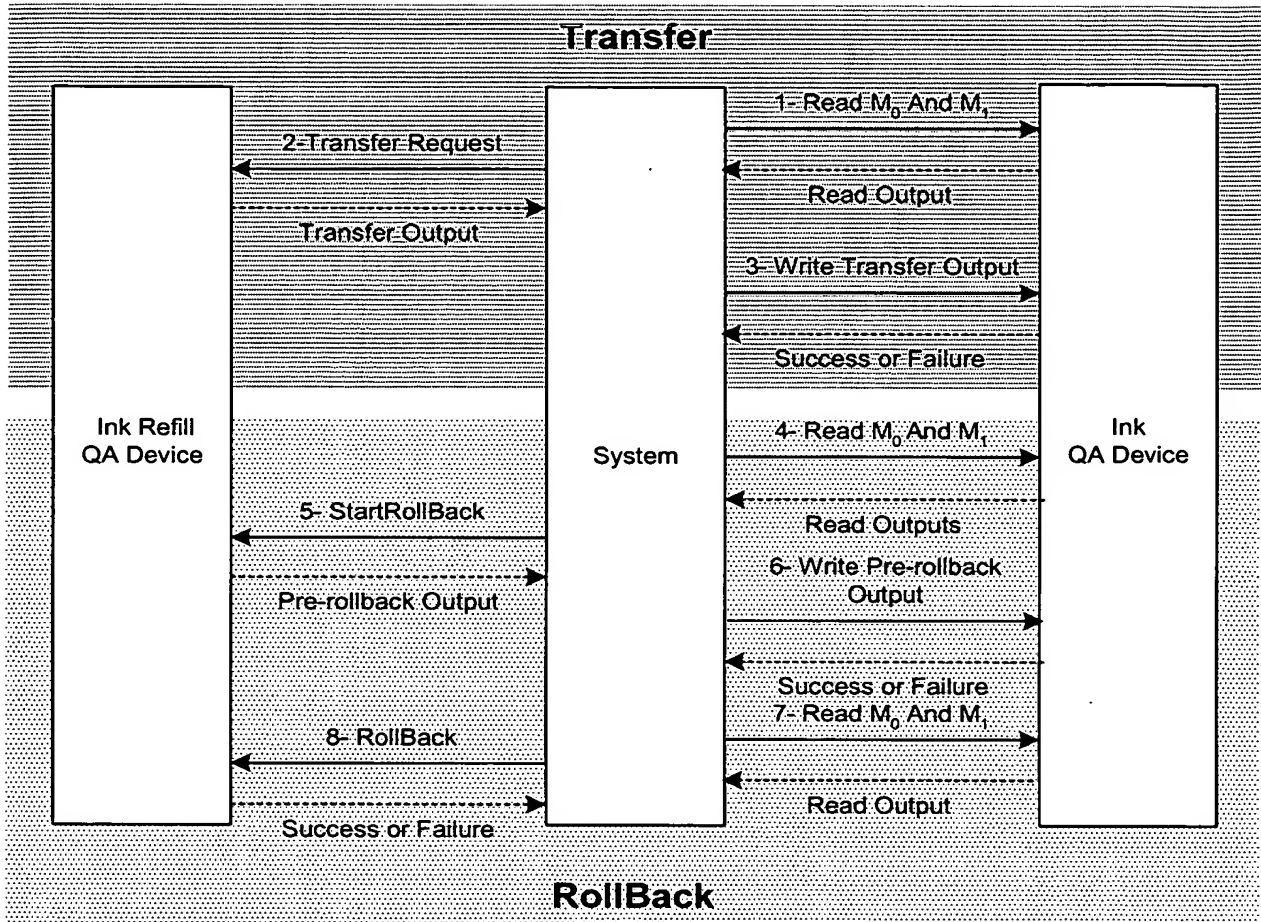 Transfer
1- Read M₀ And M₁
2-Transfer Request
Read Output
Transfer Output
3- Write Transfer Output
Success or Failure
Ink Refill
QA Device
System
Ink
QA Device
4- Read M₀ And M₁
Read Outputs
5- StartRollBack
6- Write Pre-rollback
Output
Pre-rollback Output
Success or Failure
7- Read M₀ And M₁
8- RollBack
Read Output
Success or Failure
RollBack